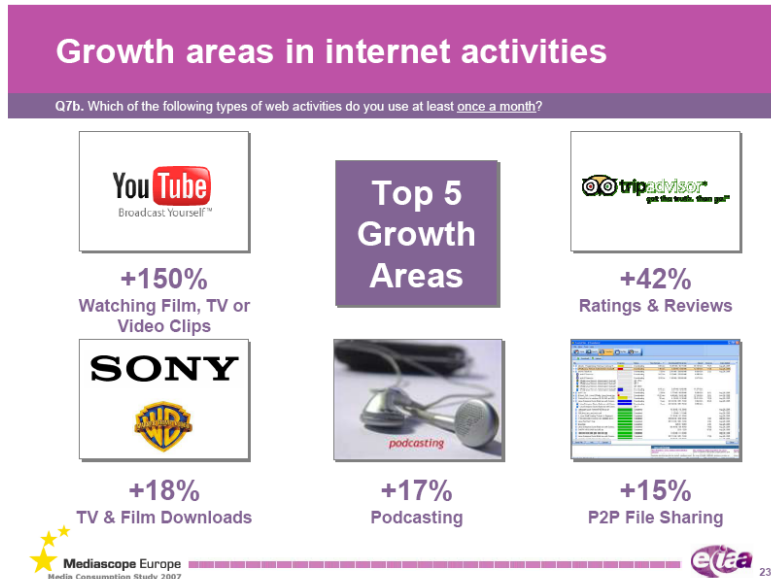 Growth areas in internet activities
Q7b. Which of the following types of web activities do you use at least once a month?
You Tube
Broadcast Yourself™
Top 5
Growth
Areas
tripadvisor®
get the truth. then go!™
+150%
Watching Film, TV or
Video Clips
+42%
Ratings & Reviews
SONY
podcasting
+18%
TV & Film Downloads
+17%
Podcasting
+15%
P2P File Sharing
Mediascope Europe
Media Consumption Study 2007
eiaa
23